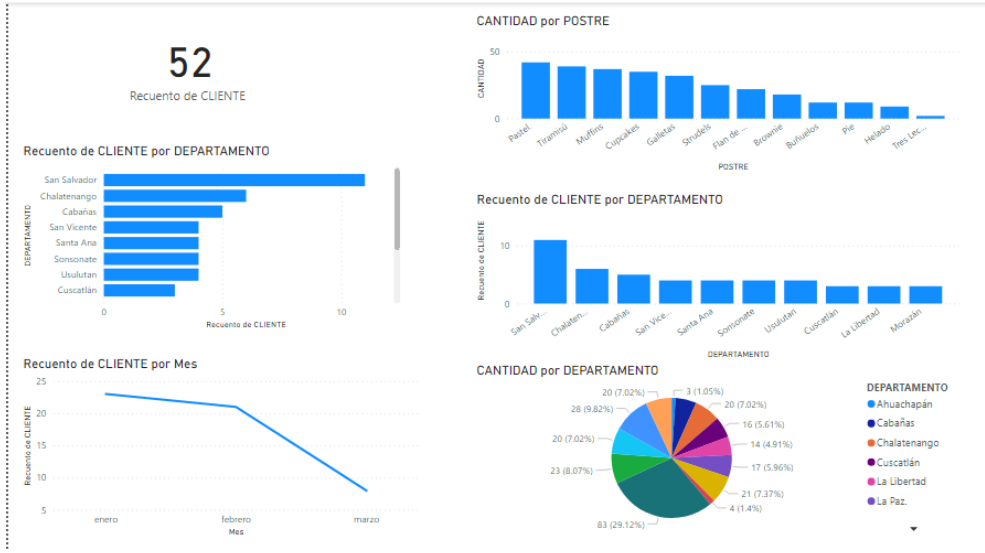 52
Recuento de CLIENTE
Recuento de CLIENTE por DEPARTAMENTO
DEPARTAMENTO
San Salvador
Chalatenango
Cabañas
San Vicente
Santa Ana
Sonsonate
Usulutan
Cuscatlán
0 5 10
Recuento de CLIENTE
Recuento de CLIENTE por Mes
Recuento de CLIENTE
25
20
15
10
5
enero febrero marzo
Mes
CANTIDAD por POSTRE
CANTIDAD
50
0
Pastel Tiramisú Muffins Cupcakes Galletas Strudels Flan de ... Brownie Buñuelos Pie Helado Tres Lec...
POSTRE
Recuento de CLIENTE por DEPARTAMENTO
Recuento de CLIENTE
10
0
San Salv... Chalaten... Cabañas San Vice... Santa Ana Sonsonate Usulutan Cuscatlán La Libertad Morazán
DEPARTAMENTO
CANTIDAD por DEPARTAMENTO
3 (1.05%)
20 (7.02%)
16 (5.61%)
14 (4.91%)
17 (5.96%)
21 (7.37%)
4 (1.4%)
83 (29.12%)
23 (8.07%)
20 (7.02%)
28 (9.82%)
20 (7.02%)
DEPARTAMENTO
Ahuachapán
Cabañas
Chalatenango
Cuscatlán
La Libertad
La Paz.